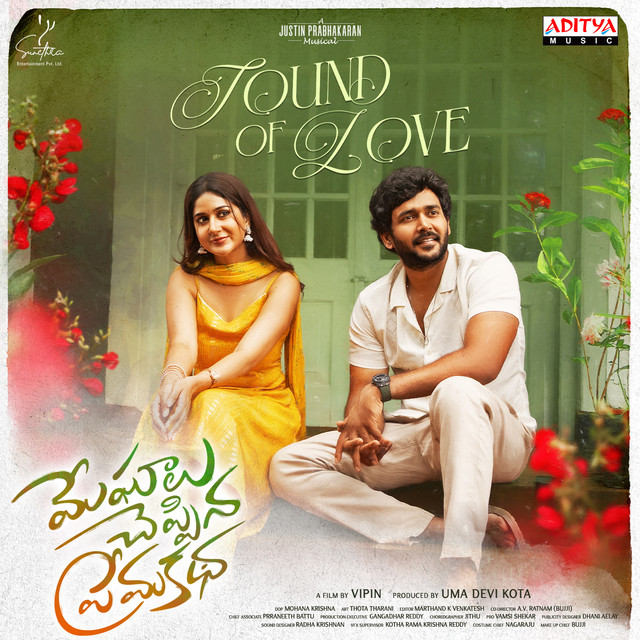 Sunethra
Entertainment Pvt. Ltd.
A
JUSTIN PRABHAKARAN
Musical
ADITYA
MUSIC
SOUND
OF LOVE
మేఘాలు
చెప్పిన
ప్రేమకథ
A FILM BY VIPIN PRODUCED BY UMA DEVI KOTA
DOP MOHANA KRISHNA ART THOTA THARANI EDITOR MARTHAND K VENKATESH CO-DIRECTOR A.V. RATNAM (BUJJI)
CHIEF ASSOCIATE PRRANEETH BATTU PRODUCTION EXECUTIVE GANGADHAR REDDY CHOREOGRAPHER JITHU PRO VAMSI SHEKAR PUBLICITY DESIGNER DHANI AELAY
SOUND DESIGNER RADHA KRISHNAN VFX SUPERVISOR KOTHA RAMA KRISHNA REDDY COSTUME CHIEF NAGARAJU MAKE UP CHIEF BUJJI